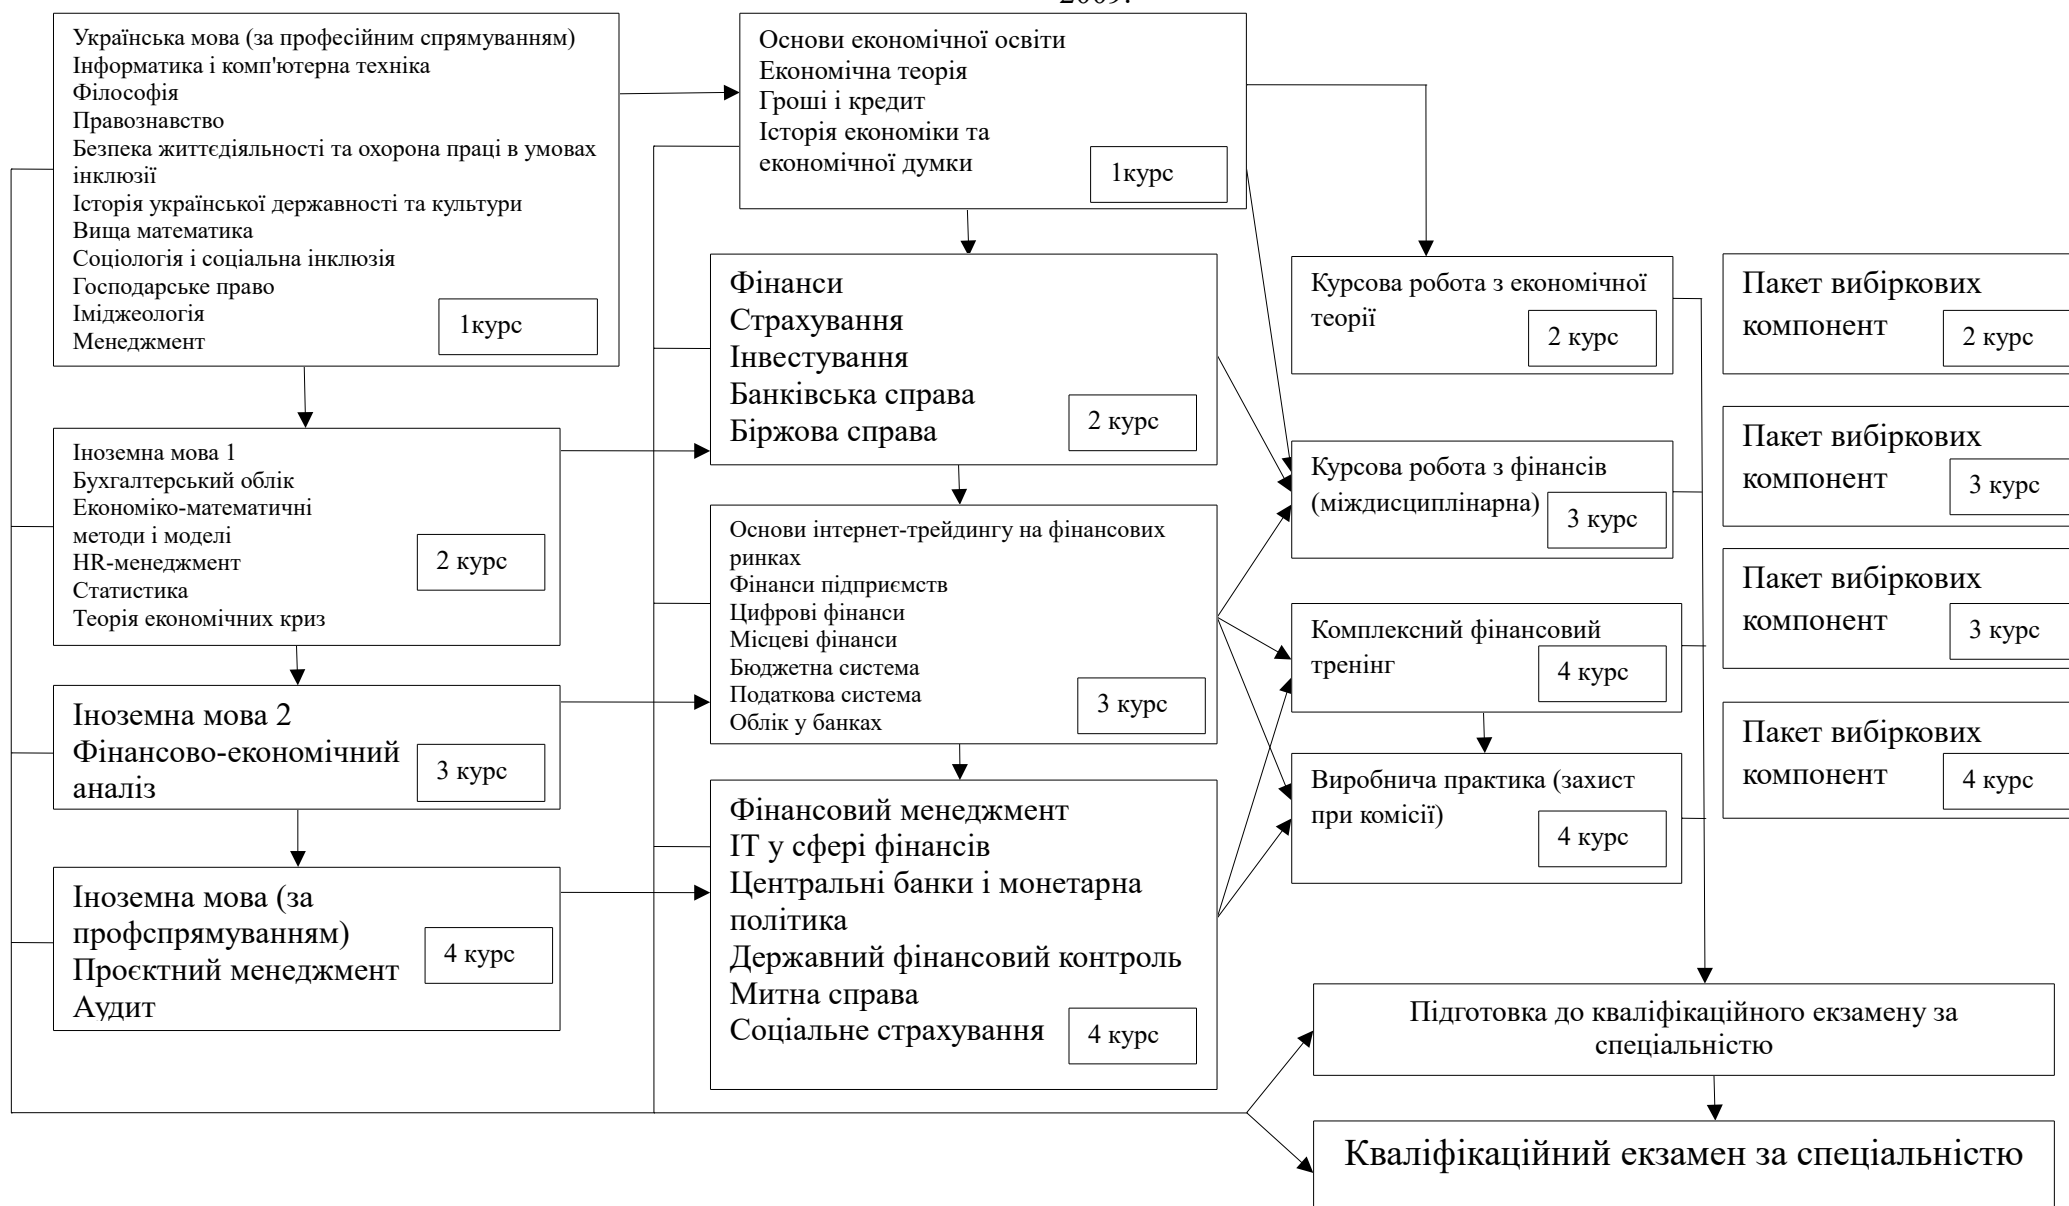 Українська мова (за професійним спрямуванням)
Інформатика і комп'ютерна техніка
Філософія
Правознавство
Безпека життєдіяльності та охорона праці в умовах
інклюзії
Історія української державності та культури
Вища математика
Соціологія і соціальна інклюзія
Господарське право
Іміджеологія
Менеджмент
1курс
Іноземна мова 1
Бухгалтерський облік
Економіко-математичні
методи і моделі
HR-менеджмент
Статистика
Теорія економічних криз
2 курс
Іноземна мова 2
Фінансово-економічний
аналіз
3 курс
Іноземна мова (за
профспрямуванням)
Проєктний менеджмент
Аудит
4 курс
Основи економічної освіти
Економічна теорія
Гроші і кредит
Історія економіки та
економічної думки
1курс
Фінанси
Страхування
Інвестування
Банківська справа
Біржова справа
2 курс
Основи інтернет-трейдингу на фінансових
ринках
Фінанси підприємств
Цифрові фінанси
Місцеві фінанси
Бюджетна система
Податкова система
Облік у банках
3 курс
Фінансовий менеджмент
ІТ у сфері фінансів
Центральні банки і монетарна
політика
Державний фінансовий контроль
Митна справа
Соціальне страхування
4 курс
Курсова робота з економічної
теорії
2 курс
Курсова робота з фінансів
(міждисциплінарна)
3 курс
Комплексний фінансовий
тренінг
4 курс
Виробнича практика (захист
при комісії)
4 курс
Пакет вибіркових
компонент
2 курс
Пакет вибіркових
компонент
3 курс
Пакет вибіркових
компонент
3 курс
Пакет вибіркових
компонент
4 курс
Підготовка до кваліфікаційного екзамену за
спеціальністю
Кваліфікаційний екзамен за спеціальністю